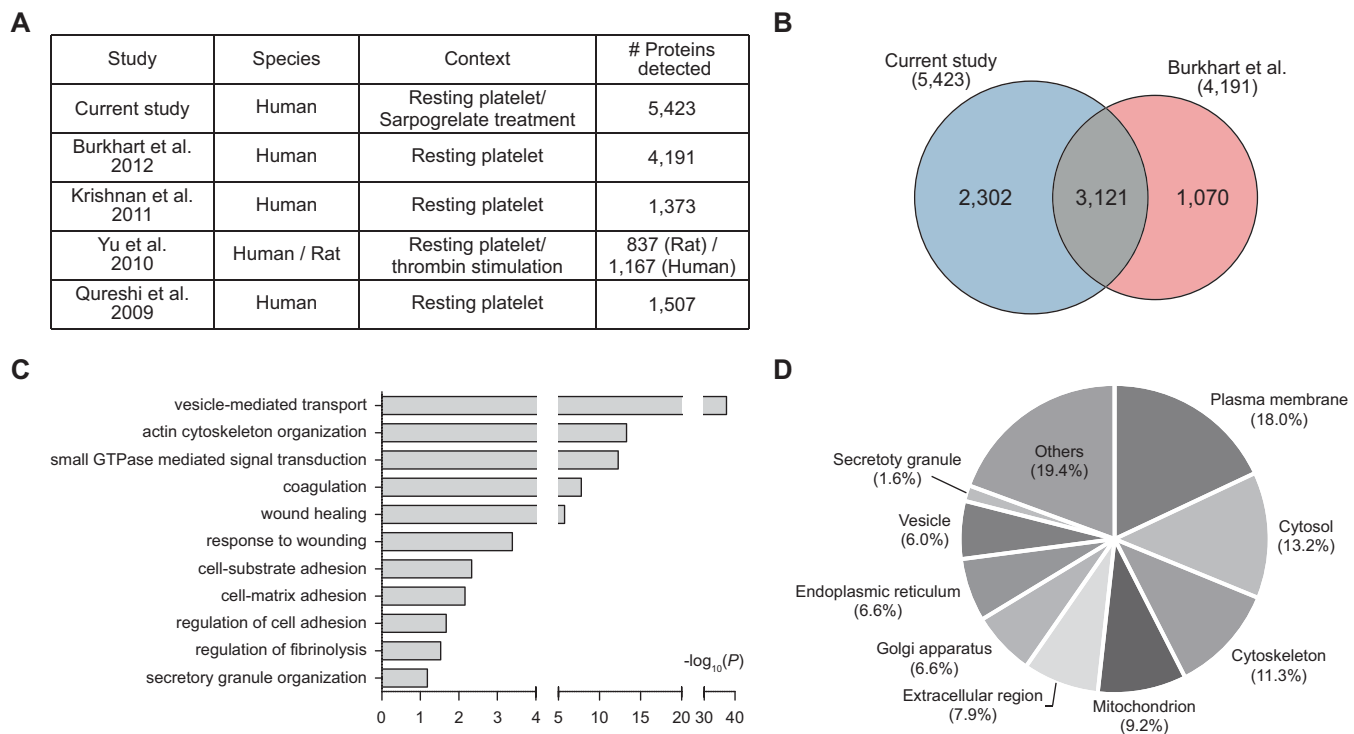 A
Study Species Context # Proteins
detected
Current study Human Resting platelet/
Sarpogrelate treatment 5,423
Burkhart et al.
2012 Human Resting platelet 4,191
Krishnan et al.
2011 Human Resting platelet 1,373
Yu et al.
2010 Human / Rat Resting platelet/
thrombin stimulation 837 (Rat) /
1,167 (Human)
Qureshi et al.
2009 Human Resting platelet 1,507
B
Current study
(5,423)
Burkhart et al.
(4,191)
2,302 3,121 1,070
C
vesicle-mediated transport
actin cytoskeleton organization
small GTPase mediated signal transduction
coagulation
wound healing
response to wounding
cell-substrate adhesion
cell-matrix adhesion
regulation of cell adhesion
regulation of fibrinolysis
secretory granule organization
-log10(P)
0 1 2 3 4 5 10 15 20 30 40
D
Plasma membrane
(18.0%)
Cytosol
(13.2%)
Cytoskeleton
(11.3%)
Mitochondrion
(9.2%)
Extracellular region
(7.9%)
Golgi apparatus
(6.6%)
Endoplasmic reticulum
(6.6%)
Vesicle
(6.0%)
Secretoty granule
(1.6%)
Others
(19.4%)